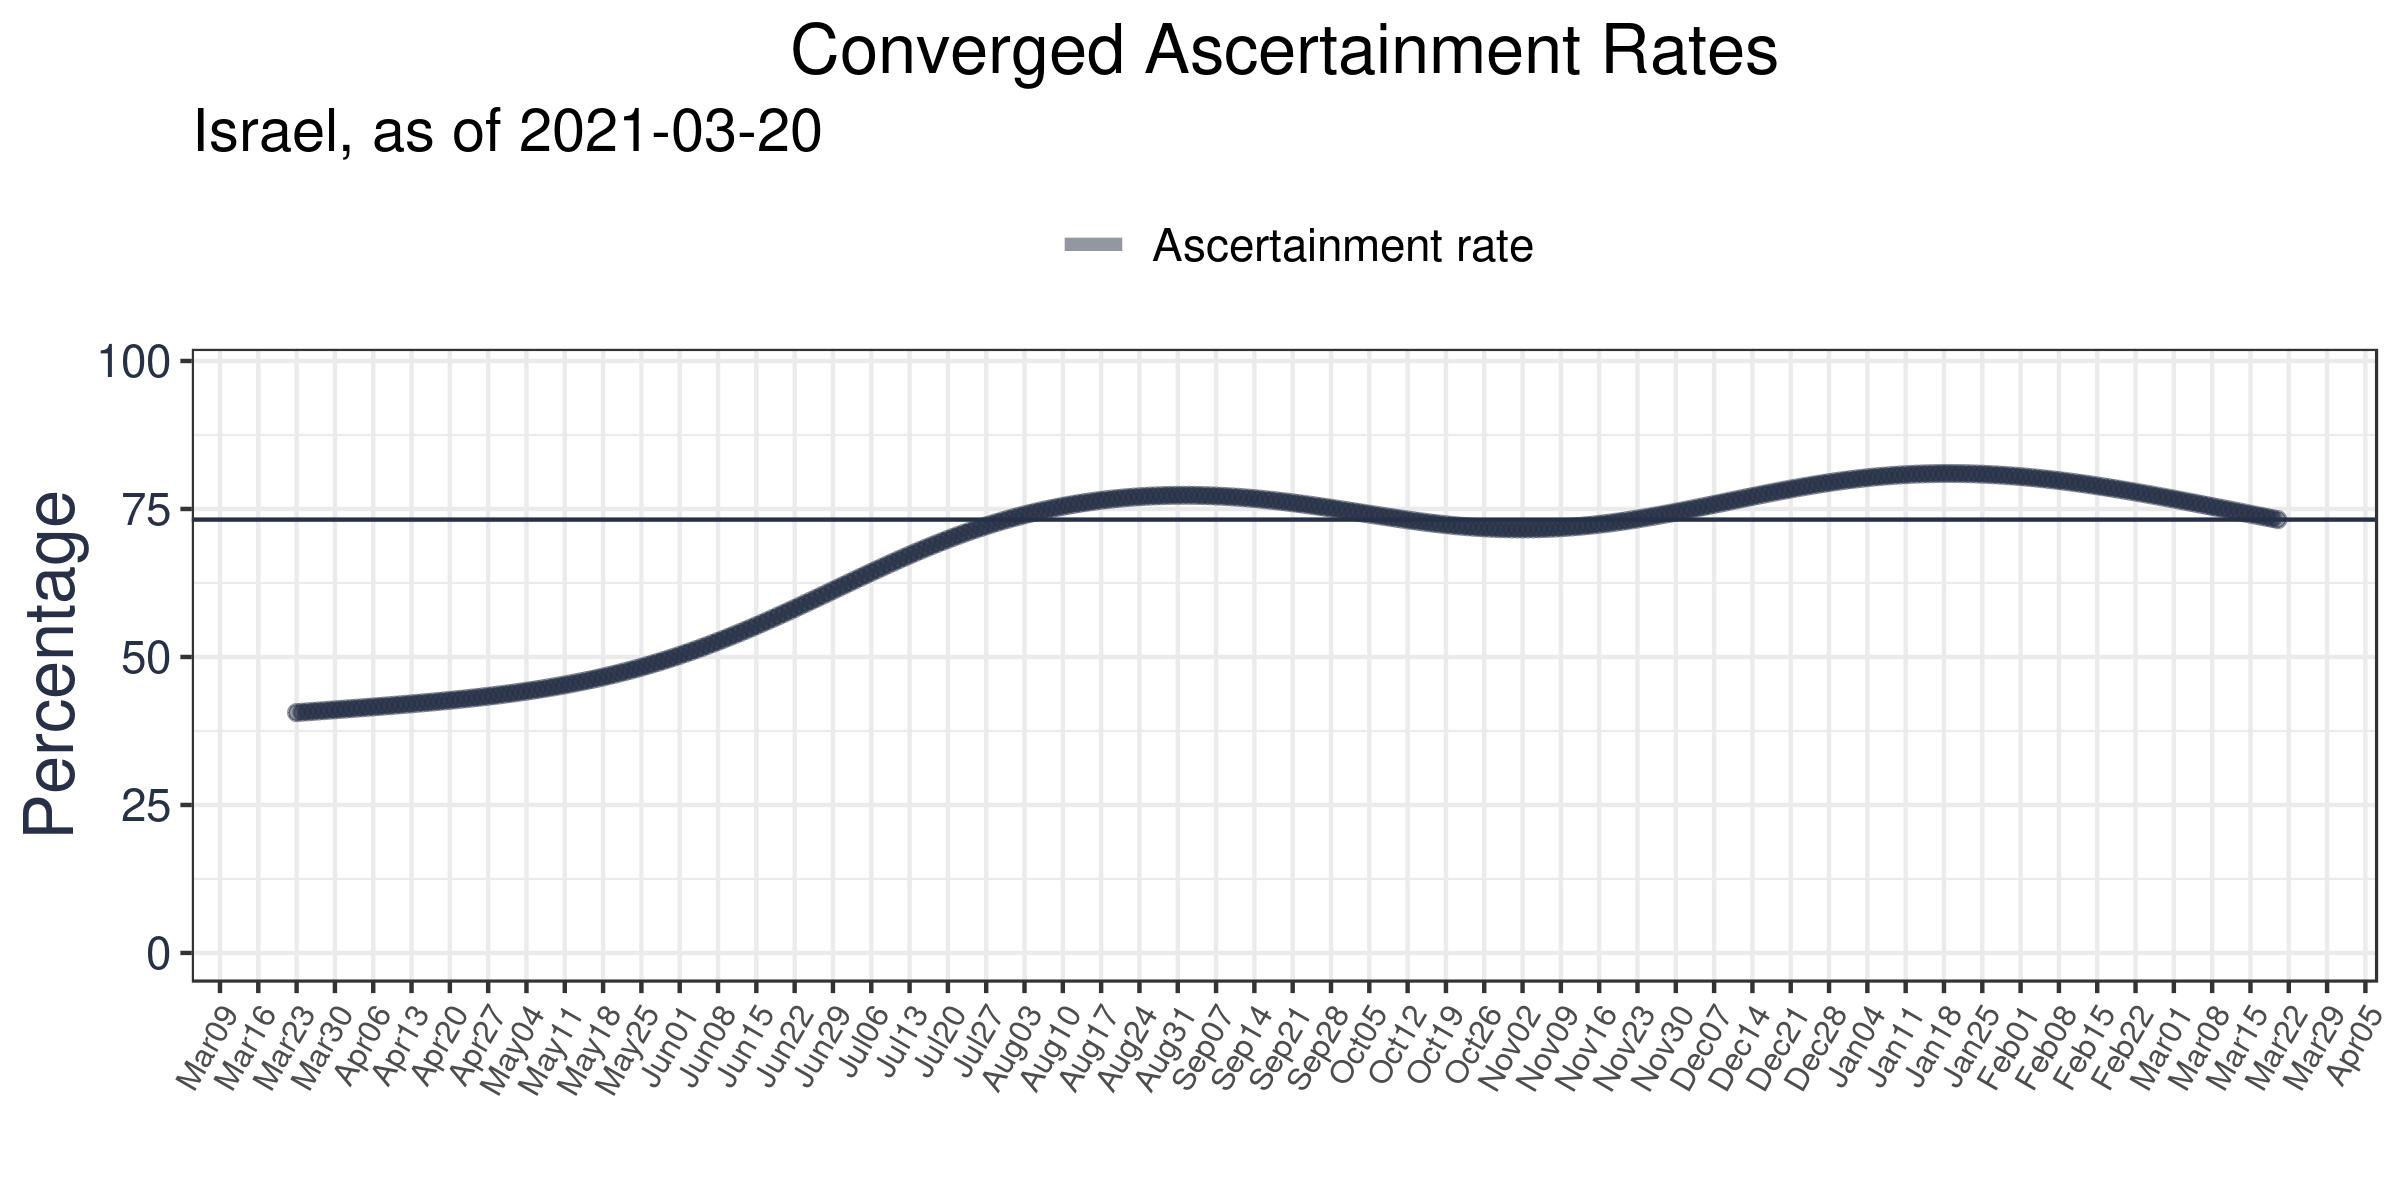 Converged Ascertainment Rates
Israel, as of 2021-03-20
Ascertainment rate
Percentage
100
75
50
25
0
Mar09 Mar16 Mar23 Mar30 Apr06 Apr13 Apr20 Apr27 May04 May11 May18 May25 Jun01 Jun08 Jun15 Jun22 Jun29 Jul06 Jul13 Jul20 Jul27 Aug03 Aug10 Aug17 Aug24 Aug31 Sep07 Sep14 Sep21 Sep28 Oct05 Oct12 Oct19 Oct26 Nov02 Nov09 Nov16 Nov23 Nov30 Dec07 Dec14 Dec21 Dec28 Dec04 Jan11 Jan18 Jan18 Jan25 Feb01 Feb08 Feb15 Feb22 Mar01 Mar08 Mar15 Mar22 Mar29 Apr05